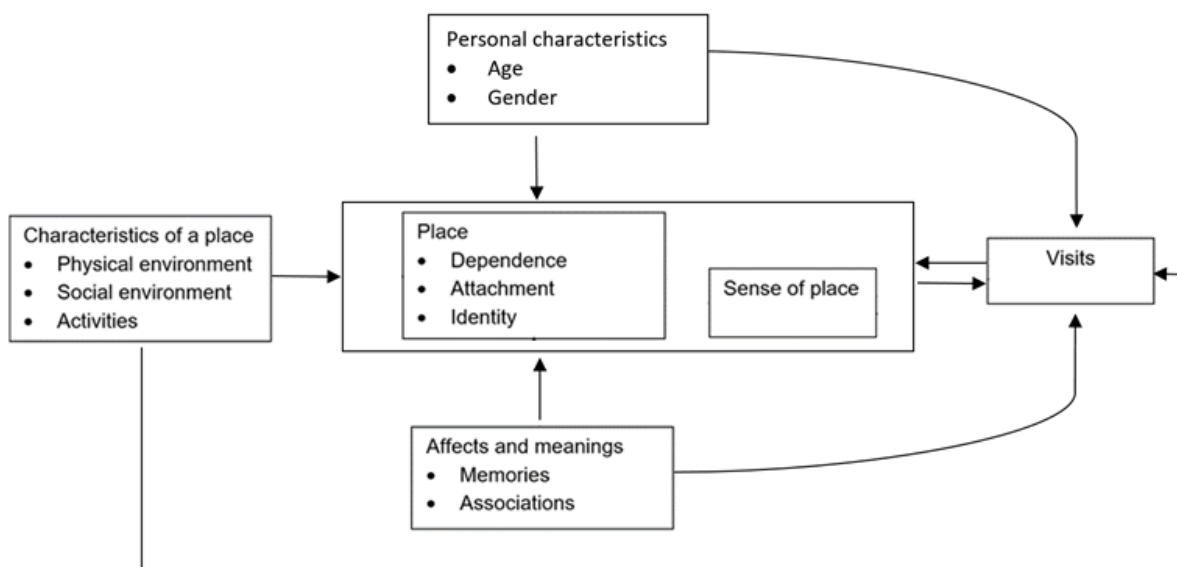 Personal characteristics
• Age
• Gender
Characteristics of a place
• Physical environment
• Social environment
• Activities
Place
• Dependence
• Attachment
• Identity
Sense of place
Visits
Affects and meanings
• Memories
• Associations